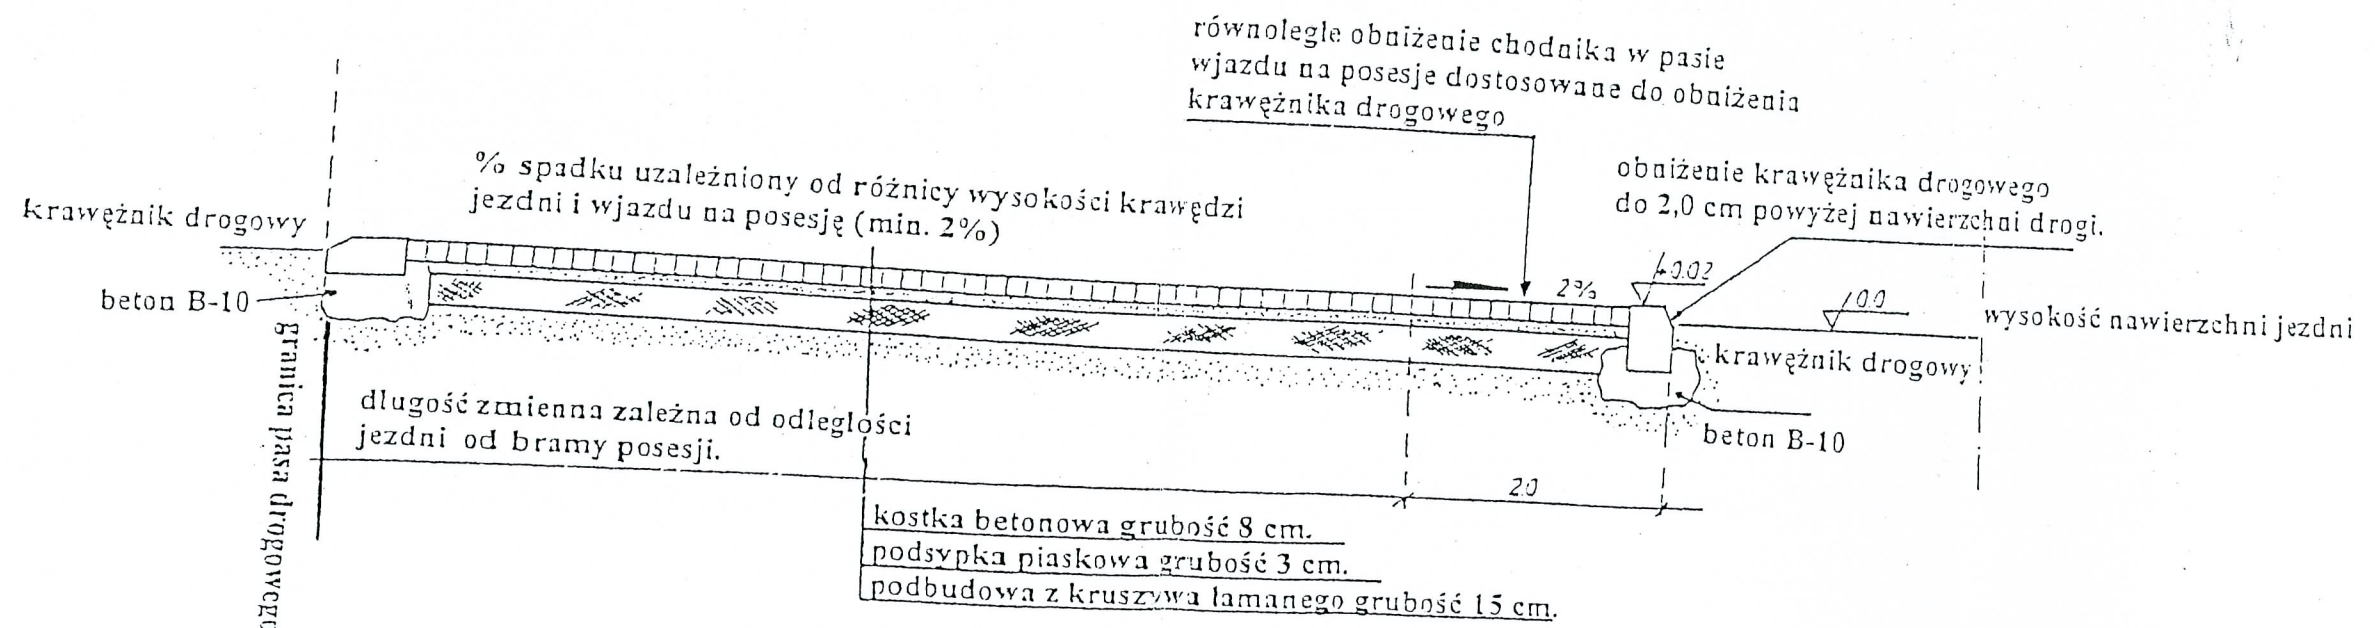 równolegle obniżenie chodnika w pasie
wjazdu na posesje dostosowane do obniżenia
krawężnika drogowego
% spadku uzależniony od różnicy wysokości krawędzi
jezdni i wjazdu na posesję (min. 2%)
obniżenie krawężnika drogowego
do 2,0 cm powyżej nawierzchni drogi.
krawężnik drogowy
beton B-10
2%
+0.02
0.0
wysokość nawierzchni jezdni
krawężnik drogowy
beton B-10
granica pasa drogowego
dlugość zmienna zależna od odleglości
jezdni od bramy posesji.
2.0
kostka betonowa grubość 8 cm.
podsypka piaskowa grubość 3 cm.
podbudowa z kruszywa lamanego grubość 15 cm.